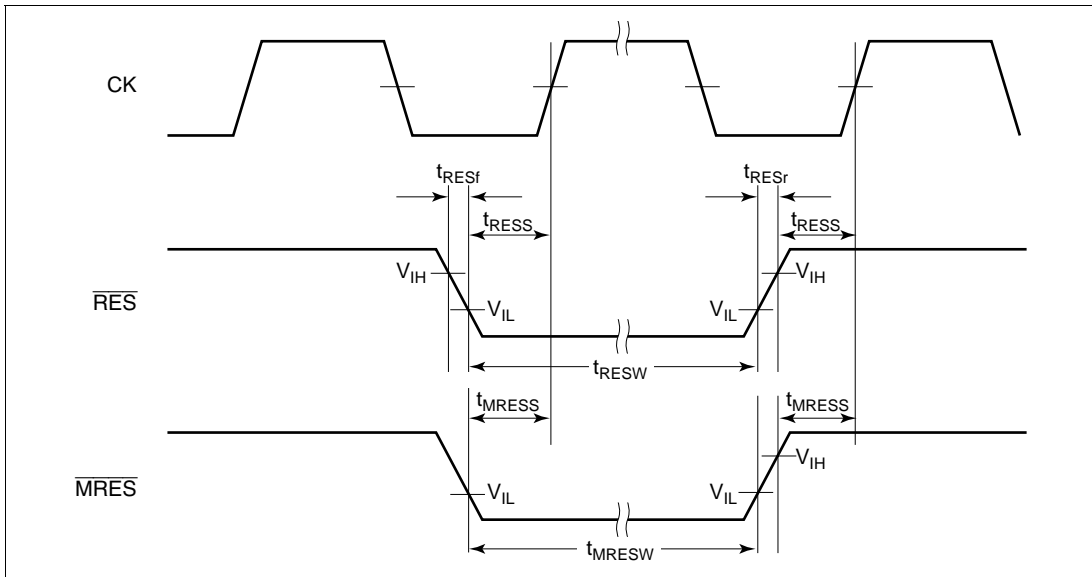 CK
tRESf
tRESr
tRESS
tRESS
VIH
VIH
RES
VIL
VIL
tRESW
tMRESS
tMRESS
VIH
MRES
VIL
VIL
tMRESW